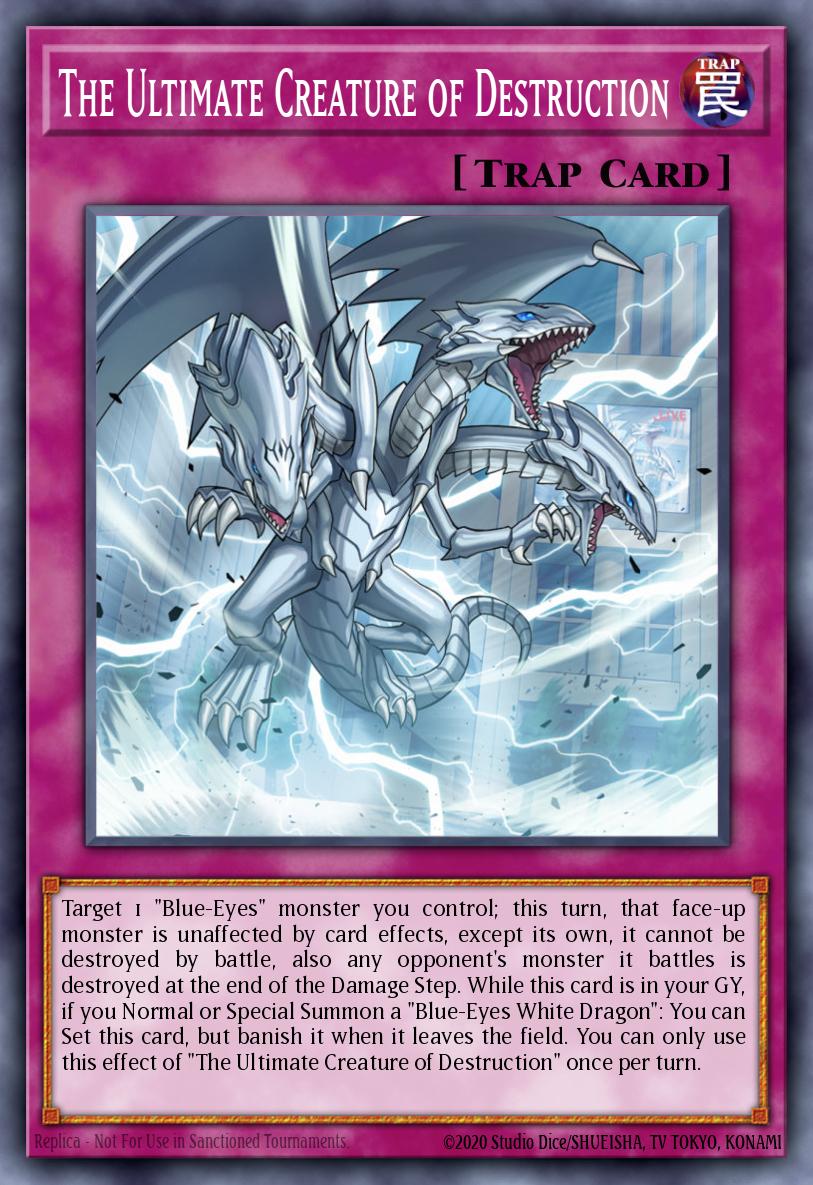 The Ultimate Creature of Destruction
TRAP
罠
[Trap Card]
LIVE
Target 1 "Blue-Eyes" monster you control; this turn, that face-up
monster is unaffected by card effects, except its own, it cannot be
destroyed by battle, also any opponent's monster it battles is
destroyed at the end of the Damage Step. While this card is in your GY,
if you Normal or Special Summon a "Blue-Eyes White Dragon": You can
Set this card, but banish it when it leaves the field. You can only use
this effect of "The Ultimate Creature of Destruction" once per turn.
Replica - Not For Use in Sanctioned Tournaments.
©2020 Studio Dice/SHUEISHA, TV TOKYO, KONAMI